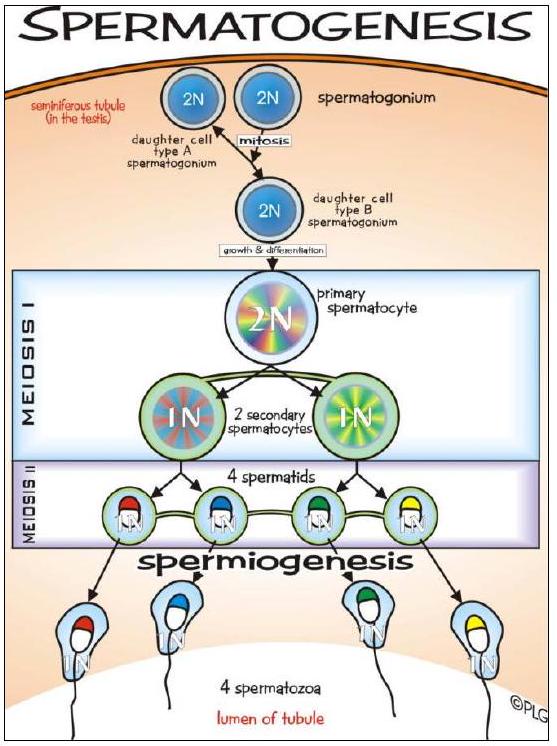 SPERMATOGENESIS
seminiferous tubule
(in the testis)
2N
2N
spermatogonium
daughter cell
type A
spermatogonium
mitosis
2N
daughter cell
type B
spermatogonium
growth & differentiation
MEIOSIS I
2N
primary
spermatocyte
1N
2 secondary
spermatocytes
1N
MEIOSIS II
4 spermatids
1N
1N
1N
1N
spermiogenesis
1N
1N
1N
1N
4 spermatozoa
lumen of tubule
©PLG